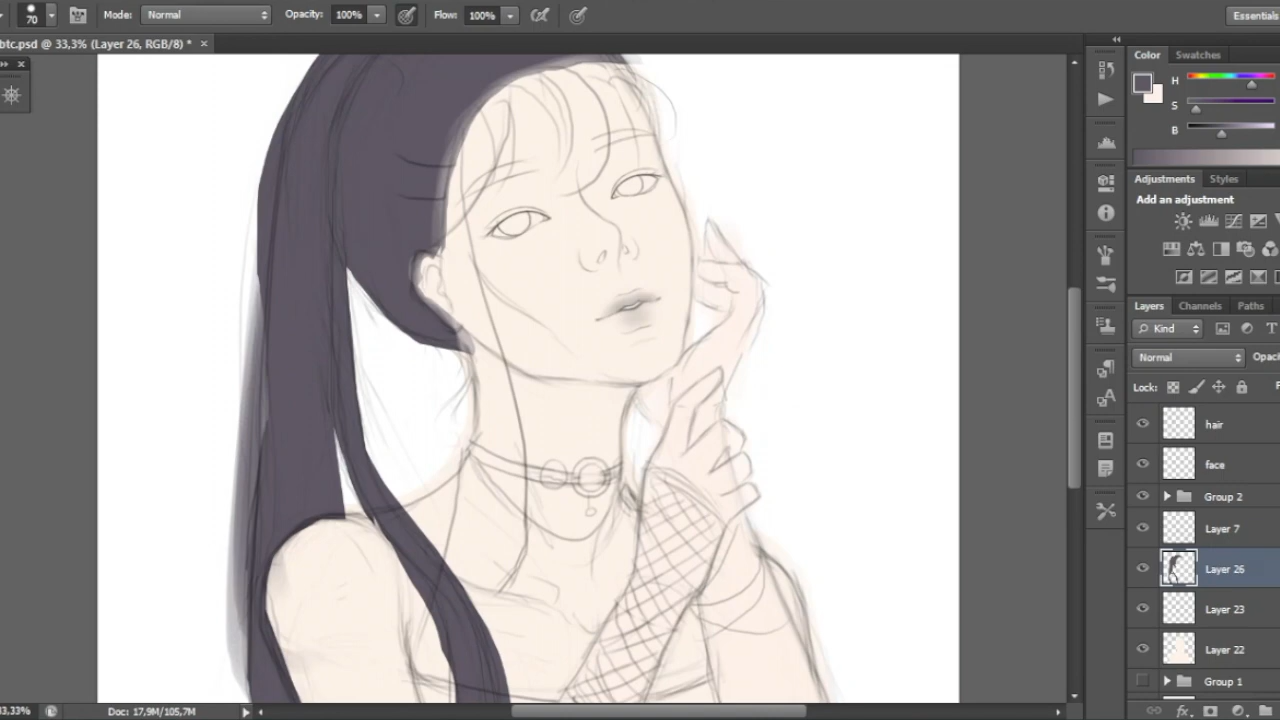 70 Mode: Normal Opacity: 100% Flow: 100% Essentials
btc.psd @ 33,3% (Layer 26, RGB/8) * ×
Color Swatches
H
S
B
Adjustments Styles
Add an adjustment
Layers Channels Paths
Kind T
Normal Opaci
Lock: F
hair
face
Group 2
Layer 7
Layer 26
Layer 23
Layer 22
Group 1
fx
33,33% Doc: 17,9M/105,7M